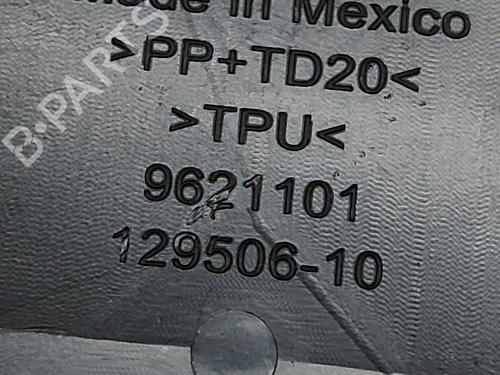 Made in Mexico
>PP+TD20<
>TPU<
9621101
129506-10
B-PARTS